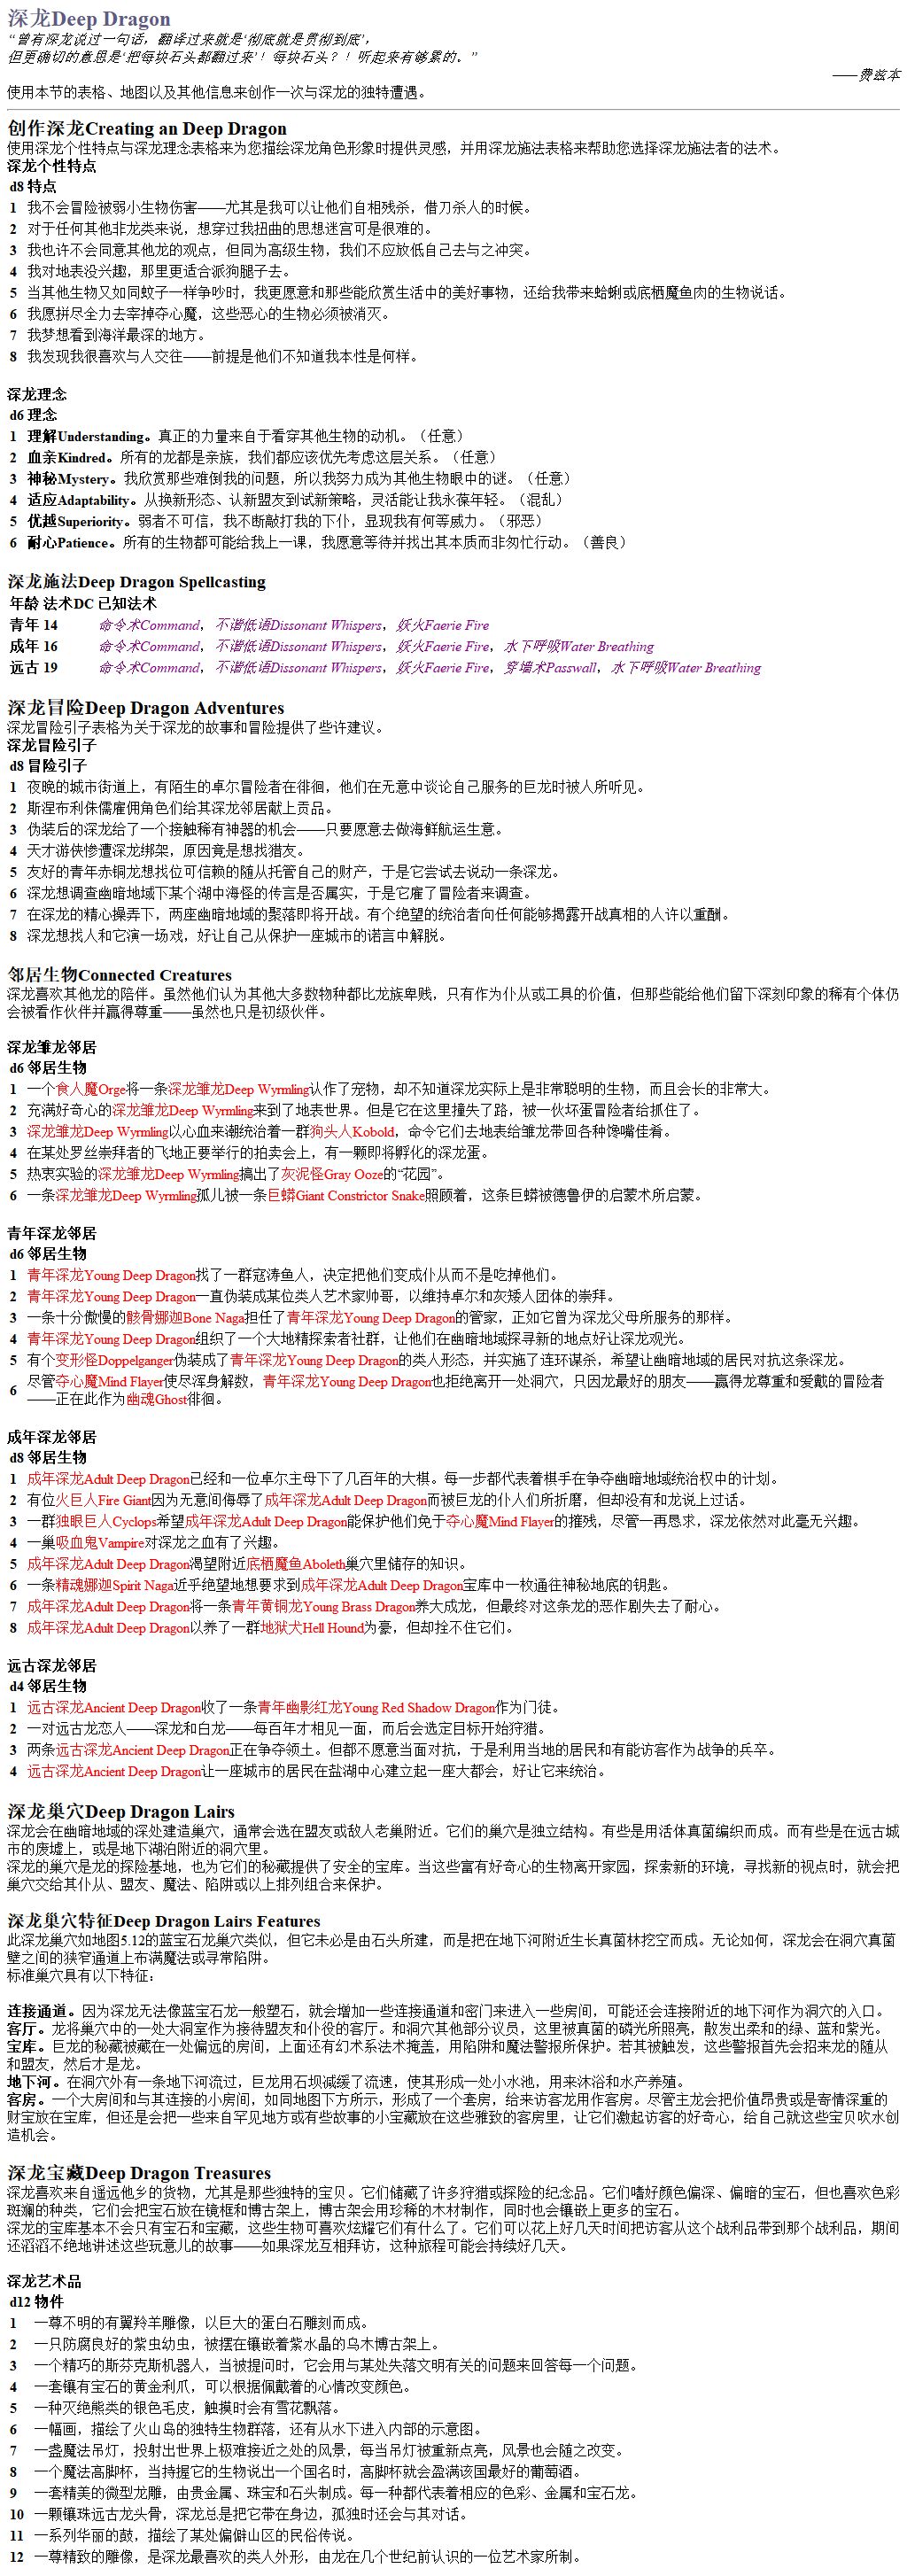 深龙Deep Dragon
“曾有深龙说过一句话，翻译过来就是‘彻底就是贯彻到底’，
但更确切的意思是‘把每块石头都翻过来’！每块石头？！听起来有够累的。”
——费兹本
使用本节的表格、地图以及其他信息来创作一次与深龙的独特遭遇。
创作深龙Creating an Deep Dragon
使用深龙个性特点与深龙理念表格来为您描绘深龙角色形象时提供灵感，并用深龙施法表格来帮助您选择深龙施法者的法术。
深龙个性特点
d8 特点
1 我不会冒险被弱小生物伤害——尤其是我可以让他们自相残杀，借刀杀人的时候。
2 对于任何其他非龙类来说，想穿过我扭曲的思想迷宫可是很难的。
3 我也许不会同意其他龙的观点，但同为高级生物，我们不应放低自己去与之冲突。
4 我对地表没兴趣，那里更适合派狗腿子去。
5 当其他生物又如同蚊子一样争吵时，我更愿意和那些能欣赏生活中的美好事物，还给我带来蛤蜊或底栖魔鱼肉的生物说话。
6 我愿拼尽全力去宰掉夺心魔，这些恶心的生物必须被消灭。
7 我梦想看到海洋最深的地方。
8 我发现我很喜欢与人交往——前提是他们不知道我本性是何样。
深龙理念
d6 理念
1 理解Understanding。真正的力量来自于看穿其他生物的动机。（任意）
2 血亲Kindred。所有的龙都是亲族，我们都应该优先考虑这层关系。（任意）
3 神秘Mystery。我欣赏那些难倒我的问题，所以我努力成为其他生物眼中的谜。（任意）
4 适应Adaptability。从换新形态、认新盟友到试新策略，灵活能让我永葆年轻。（混乱）
5 优越Superiority。弱者不可信，我不断敲打我的下仆，显现我有何等威力。（邪恶）
6 耐心Patience。所有的生物都可能给我上一课，我愿意等待并找出其本质而非匆忙行动。（善良）
深龙施法Deep Dragon Spellcasting
年龄 法术DC 已知法术
青年 14 命令术Command，不谐低语Dissonant Whispers，妖火Faerie Fire
成年 16 命令术Command，不谐低语Dissonant Whispers，妖火Faerie Fire，水下呼吸Water Breathing
远古 19 命令术Command，不谐低语Dissonant Whispers，妖火Faerie Fire，穿墙术Passwall，水下呼吸Water Breathing
深龙冒险Deep Dragon Adventures
深龙冒险引子表格为关于深龙的故事和冒险提供了些许建议。
深龙冒险引子
d8 冒险引子
1 夜晚的城市街道上，有陌生的卓尔冒险者在徘徊，他们在无意中谈论自己服务的巨龙时被人所听见。
2 斯涅布利侏儒雇佣角色们给其深龙邻居献上贡品。
3 伪装后的深龙给了一个接触稀有神器的机会——只要愿意去做海鲜航运生意。
4 天才游侠惨遭深龙绑架，原因竟是想找猎友。
5 友好的青年赤铜龙想找位可信赖的随从托管自己的财产，于是它尝试去说动一条深龙。
6 深龙想调查幽暗地域下某个湖中海怪的传言是否属实，于是它雇了冒险者来调查。
7 在深龙的精心操弄下，两座幽暗地域的聚落即将开战。有个绝望的统治者向任何能够揭露开战真相的人许以重酬。
8 深龙想找人和它演一场戏，好让自己从保护一座城市的诺言中解脱。
邻居生物Connected Creatures
深龙喜欢其他龙的陪伴。虽然他们认为其他大多数物种都比龙族卑贱，只有作为仆从或工具的价值，但那些能给他们留下深刻印象的稀有个体仍
会被看作伙伴并赢得尊重——虽然也只是初级伙伴。
深龙雏龙邻居
d6 邻居生物
1 一个食人魔Orge将一条深龙雏龙Deep Wyrmling认作了宠物，却不知道深龙实际上是非常聪明的生物，而且会长的非常大。
2 充满好奇心的深龙雏龙Deep Wyrmling来到了地表世界。但是它在这里撞失了路，被一伙坏蛋冒险者给抓住了。
3 深龙雏龙Deep Wyrmling以心血来潮统治着一群狗头人Kobold，命令它们去地表给雏龙带回各种馋嘴佳肴。
4 在某处罗丝崇拜者的飞地正要举行的拍卖会上，有一颗即将孵化的深龙蛋。
5 热衷实验的深龙雏龙Deep Wyrmling搞出了灰泥怪Gray Ooze的“花园”。
6 一条深龙雏龙Deep Wyrmling孤儿被一条巨蟒Giant Constrictor Snake照顾着，这条巨蟒被德鲁伊的启蒙术所启蒙。
青年深龙邻居
d6 邻居生物
1 青年深龙Young Deep Dragon找了一群寇涛鱼人，决定把他们变成仆从而不是吃掉他们。
2 青年深龙Young Deep Dragon一直伪装成某位类人艺术家帅哥，以维持卓尔和灰矮人团体的崇拜。
3 一条十分傲慢的骸骨娜迦Bone Naga担任了青年深龙Young Deep Dragon的管家，正如它曾为深龙父母所服务的那样。
4 青年深龙Young Deep Dragon组织了一个大地精探索者社群，让他们在幽暗地域探寻新的地点好让深龙观光。
5 有个变形怪Doppelganger伪装成了青年深龙Young Deep Dragon的类人形态，并实施了连环谋杀，希望让幽暗地域的居民对抗这条深龙。
6 尽管夺心魔Mind Flayer使尽浑身解数，青年深龙Young Deep Dragon也拒绝离开一处洞穴，只因龙最好的朋友——赢得龙尊重和爱戴的冒险者
——正在此作为幽魂Ghost徘徊。
成年深龙邻居
d8 邻居生物
1 成年深龙Adult Deep Dragon已经和一位卓尔主母下了几百年的大棋。每一步都代表着棋手在争夺幽暗地域统治权中的计划。
2 有位火巨人Fire Giant因为无意间侮辱了成年深龙Adult Deep Dragon而被巨龙的仆人们所折磨，但却没有和龙说上过话。
3 一群独眼巨人Cyclops希望成年深龙Adult Deep Dragon能保护他们免于夺心魔Mind Flayer的摧残，尽管一再恳求，深龙依然对此毫无兴趣。
4 一巢吸血鬼Vampire对深龙之血有了兴趣。
5 成年深龙Adult Deep Dragon渴望附近底栖魔鱼Aboleth巢穴里储存的知识。
6 一条精魂娜迦Spirit Naga近乎绝望地想要求到成年深龙Adult Deep Dragon宝库中一枚通往神秘地底的钥匙。
7 成年深龙Adult Deep Dragon将一条青年黄铜龙Young Brass Dragon养大成龙，但最终对这条龙的恶作剧失去了耐心。
8 成年深龙Adult Deep Dragon以养了一群地狱犬Hell Hound为豪，但却拴不住它们。
远古深龙邻居
d4 邻居生物
1 远古深龙Ancient Deep Dragon收了一条青年幽影红龙Young Red Shadow Dragon作为门徒。
2 一对远古龙恋人——深龙和白龙——每百年才相见一面，而后会选定目标开始狩猎。
3 两条远古深龙Ancient Deep Dragon正在争夺领土。但都不愿意当面对抗，于是利用当地的居民和有能访客作为战争的兵卒。
4 远古深龙Ancient Deep Dragon让一座城市的居民在盐湖中心建立起一座大都会，好让它来统治。
深龙巢穴Deep Dragon Lairs
深龙会在幽暗地域的深处建造巢穴，通常会选在盟友或敌人老巢附近。它们的巢穴是独立结构。有些是用活体真菌编织而成。而有些是在远古城
市的废墟上，或是地下湖泊附近的洞穴里。
深龙的巢穴是龙的探险基地，也为它们的秘藏提供了安全的宝库。当这些富有好奇心的生物离开家园，探索新的环境，寻找新的视点时，就会把
巢穴交给其仆从、盟友、魔法、陷阱或以上排列组合来保护。
深龙巢穴特征Deep Dragon Lairs Features
此深龙巢穴如地图5.12的蓝宝石龙巢穴类似，但它未必是由石头所建，而是把在地下河附近生长真菌林挖空而成。无论如何，深龙会在洞穴真菌
壁之间的狭窄通道上布满魔法或寻常陷阱。
标准巢穴具有以下特征：
连接通道。因为深龙无法像蓝宝石龙一般塑石，就会增加一些连接通道和密门来进入一些房间，可能还会连接附近的地下河作为洞穴的入口。
客厅。龙将巢穴中的一处大洞室作为接待盟友和仆役的客厅。和洞穴其他部分议员，这里被真菌的磷光所照亮，散发出柔和的绿、蓝和紫光。
宝库。巨龙的秘藏被藏在一处偏远的房间，上面还有幻术系法术掩盖，用陷阱和魔法警报所保护。若其被触发，这些警报首先会招来龙的随从
和盟友，然后才是龙。
地下河。在洞穴外有一条地下河流过，巨龙用石坝减缓了流速，使其形成一处小水池，用来沐浴和水产养殖。
客房。一个大房间和与其连接的小房间，如同地图下方所示，形成了一个套房，给来访客龙用作客房。尽管主龙会把价值昂贵或是寄情深重的
财宝放在宝库，但还是会把一些来自罕见地方或有些故事的小宝藏放在这些雅致的客房里，让它们激起访客的好奇心，给自己就这些宝贝吹水创
造机会。
深龙宝藏Deep Dragon Treasures
深龙喜欢来自遥远他乡的货物，尤其是那些独特的宝贝。它们储藏了许多狩猎或探险的纪念品。它们嗜好颜色偏深、偏暗的宝石，但也喜欢色彩
斑斓的种类，它们会把宝石放在镜框和博古架上，博古架会用珍稀的木材制作，同时也会镶嵌上更多的宝石。
深龙的宝库基本不会只有宝石和宝藏，这些生物可喜欢炫耀它们有什么了。它们可以花上好几天时间把访客从这个战利品带到那个战利品，期间
还滔滔不绝地讲述这些玩意儿的故事——如果深龙互相拜访，这种旅程可能会持续好几天。
深龙艺术品
d12 物件
1 一尊不明的有翼羚羊雕像，以巨大的蛋白石雕刻而成。
2 一只防腐良好的紫虫幼虫，被摆在镶嵌着紫水晶的乌木博古架上。
3 一个精巧的斯芬克斯机器人，当被提问时，它会用与某处失落文明有关的问题来回答每一个问题。
4 一套镶有宝石的黄金利爪，可以根据佩戴着的心情改变颜色。
5 一种灭绝熊类的银色毛皮，触摸时会有雪花飘落。
6 一幅画，描绘了火山岛的独特生物群落，还有从水下进入内部的示意图。
7 一盏魔法吊灯，投射出世界上极难接近之处的风景，每当吊灯被重新点亮，风景也会随之改变。
8 一个魔法高脚杯，当持握它的生物说出一个国名时，高脚杯就会盈满该国最好的葡萄酒。
9 一套精美的微型龙雕，由贵金属、珠宝和石头制成。每一种都代表着相应的色彩、金属和宝石龙。
10 一颗镶珠远古龙头骨，深龙总是把它带在身边，孤独时还会与其对话。
11 一系列华丽的鼓，描绘了某处偏僻山区的民俗传说。
12 一尊精致的雕像，是深龙最喜欢的类人外形，由龙在几个世纪前认识的一位艺术家所制。